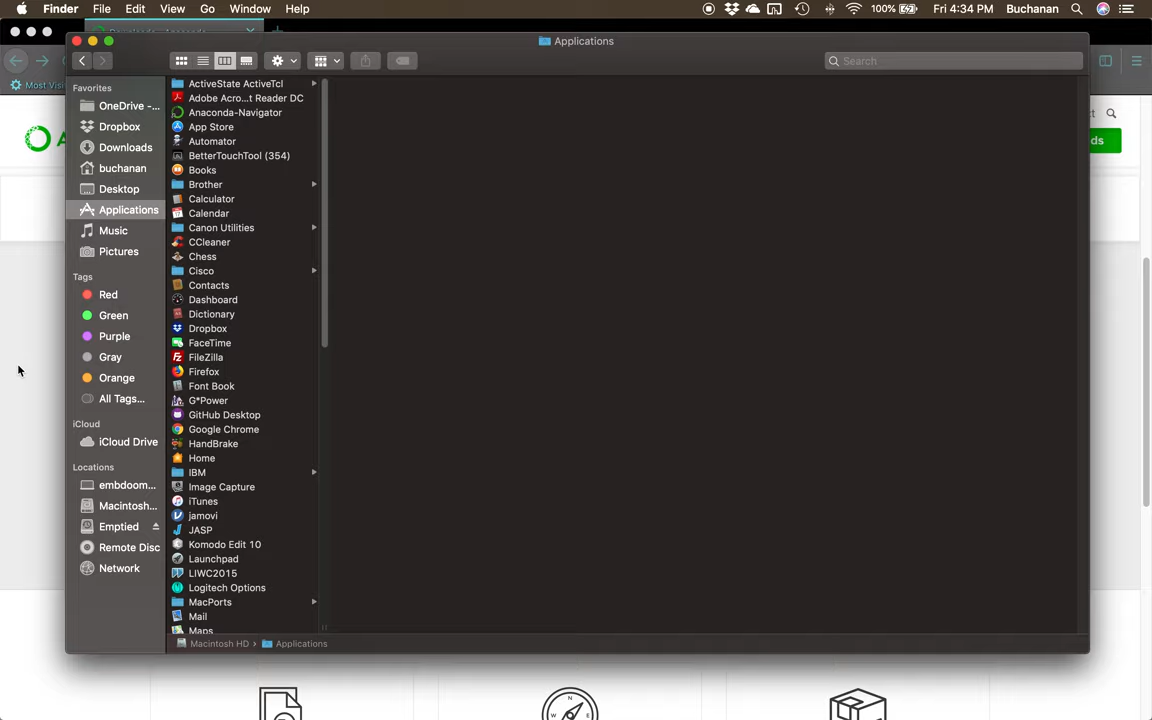 Finder File Edit View Go Window Help 100% Fri 4:34 PM Buchanan
Applications
Search
Most Visi
Favorites
OneDrive -...
Dropbox
Downloads
buchanan
Desktop
Applications
Music
Pictures
Tags
Red
Green
Purple
Gray
Orange
All Tags...
iCloud
iCloud Drive
Locations
embdoom...
Macintosh...
Emptied
Remote Disc
Network
ActiveState ActiveTcl
Adobe Acro...t Reader DC
Anaconda-Navigator
App Store
Automator
BetterTouchTool (354)
Books
Brother
Calculator
Calendar
Canon Utilities
CCleaner
Chess
Cisco
Contacts
Dashboard
Dictionary
Dropbox
FaceTime
FileZilla
Firefox
Font Book
G*Power
GitHub Desktop
Google Chrome
HandBrake
Home
IBM
Image Capture
iTunes
jamovi
JASP
Komodo Edit 10
Launchpad
LIWC2015
Logitech Options
MacPorts
Mail
Maps
Macintosh HD › Applications
ds
N
W E